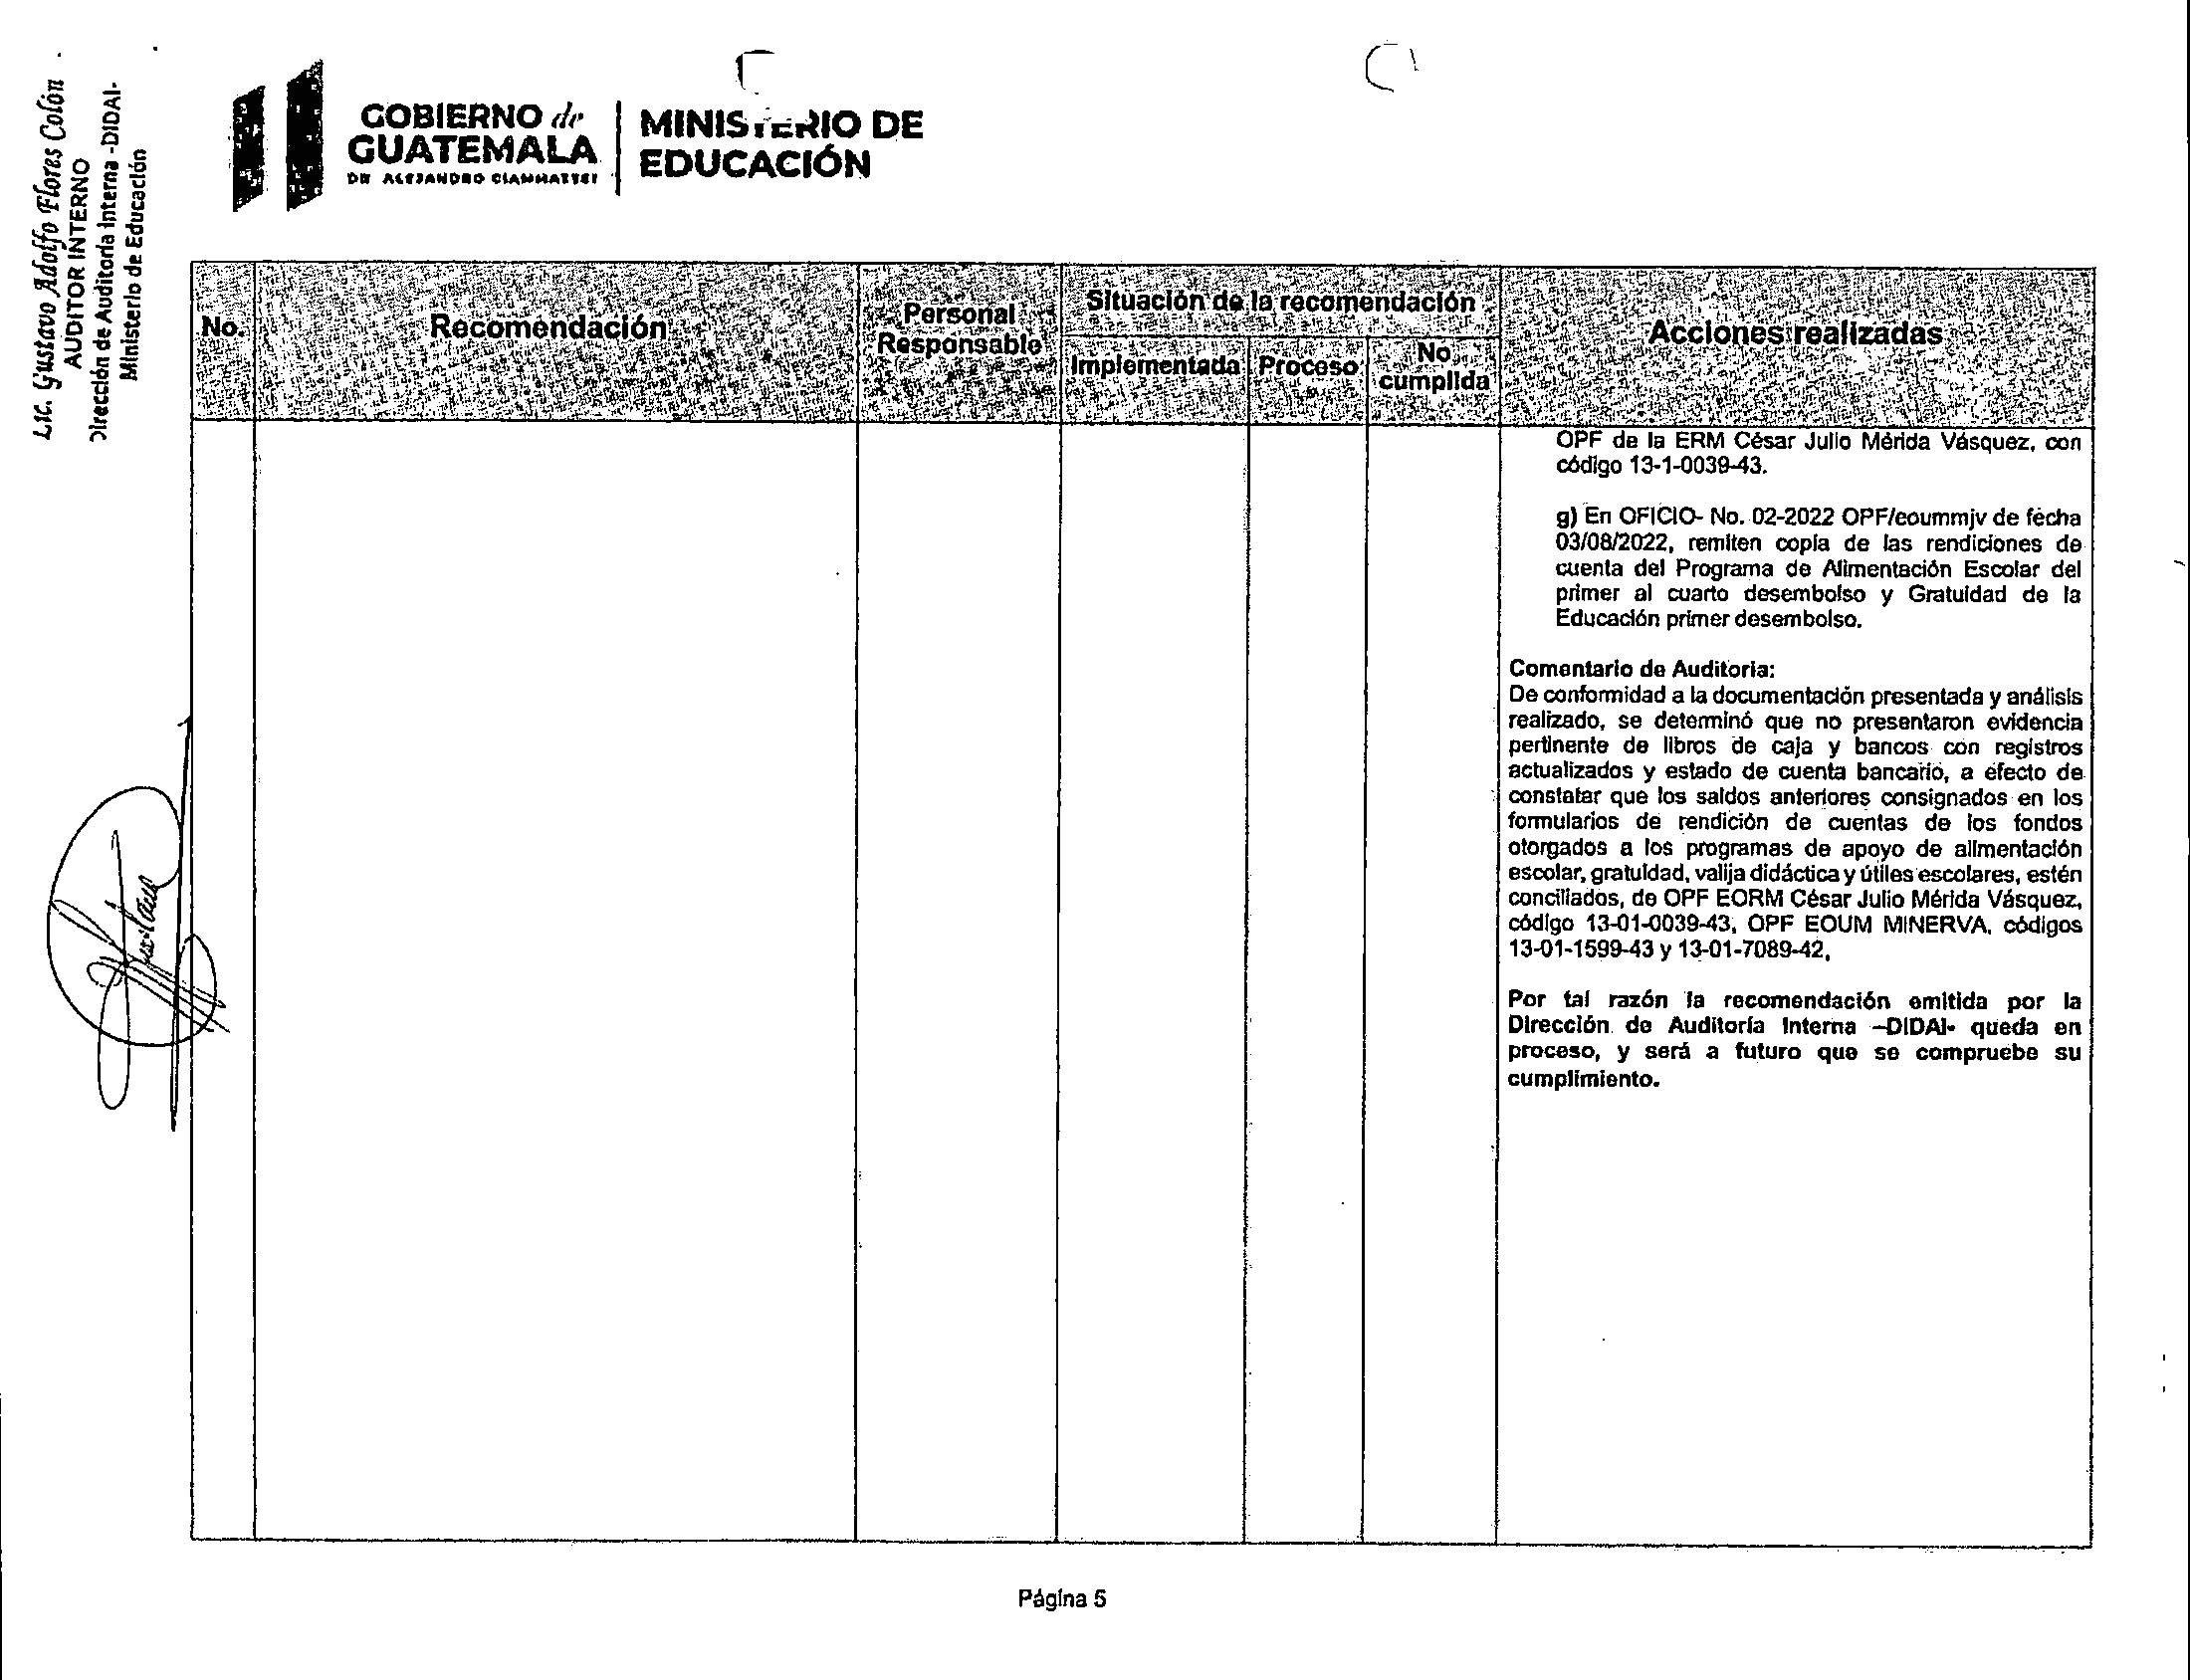 Lic. Gustavo Adolfo Flores Colón
AUDITOR INTERNO
Dirección de Auditoría Interna -DIDAI-
Ministerio de Educación
GOBIERNO de
GUATEMALA
DR ALEJANDRO GIAMMATTEI
MINISTERIO DE
EDUCACIÓN
No.
Recomendación
Personal
Responsable
Situación de la recomendación
Implementada
Proceso
No
cumplida
Acciones realizadas
OPF de la ERM César Julio Mérida Vásquez, con
código 13-1-0039-43.
g) En OFICIO- No. 02-2022 OPF/eoummjv de fecha
03/08/2022, remiten copia de las rendiciones de
cuenta del Programa de Alimentación Escolar del
primer al cuarto desembolso y Gratuidad de la
Educación primer desembolso.
Comentario de Auditoría:
De conformidad a la documentación presentada y análisis
realizado, se determinó que no presentaron evidencia
pertinente de libros de caja y bancos con registros
actualizados y estado de cuenta bancario, a efecto de
constatar que los saldos anteriores consignados en los
formularios de rendición de cuentas de los fondos
otorgados a los programas de apoyo de alimentación
escolar, gratuidad, valija didáctica y útiles escolares, estén
conciliados, de OPF EORM César Julio Mérida Vásquez,
código 13-01-0039-43, OPF EOUM MINERVA, códigos
13-01-1599-43 y 13-01-7089-42,
Por tal razón la recomendación emitida por la
Dirección de Auditoría Interna –DIDAI- queda en
proceso, y será a futuro que se compruebe su
cumplimiento.
Página 5